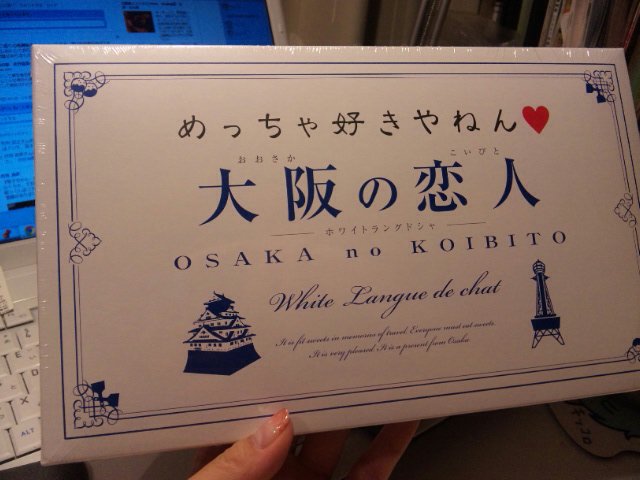 めっちゃ好きやねん♥
おおさか こいびと
大阪の恋人
ホワイトラングドシャ
OSAKA no KOIBITO
White Langue de chat
It is fit sweets in memories of travel. Everyone must eat sweets.
It is very pleased. It is a present from Osaka.